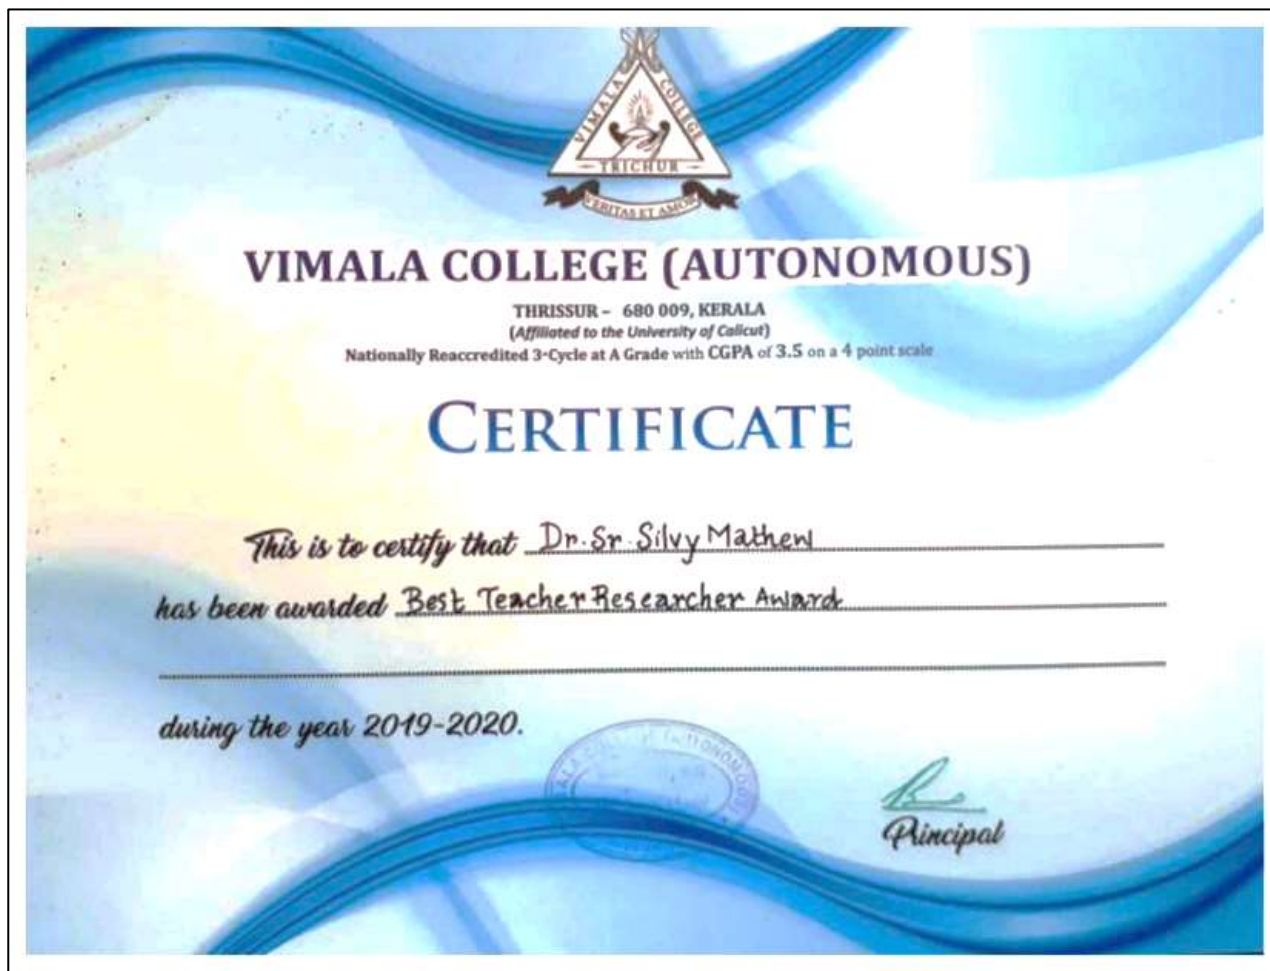 VIMALA COLLEGE
TRICHUR
VERITAS ET AMOR
VIMALA COLLEGE (AUTONOMOUS)
THRISSUR – 680 009, KERALA
(Affiliated to the University of Calicut)
Nationally Reaccredited 3rd Cycle at A Grade with CGPA of 3.5 on a 4 point scale
CERTIFICATE
This is to certify that Dr. Sr. Silvy Mathew
has been awarded Best Teacher Researcher Award
during the year 2019-2020.
AUTONOMOUS
Principal